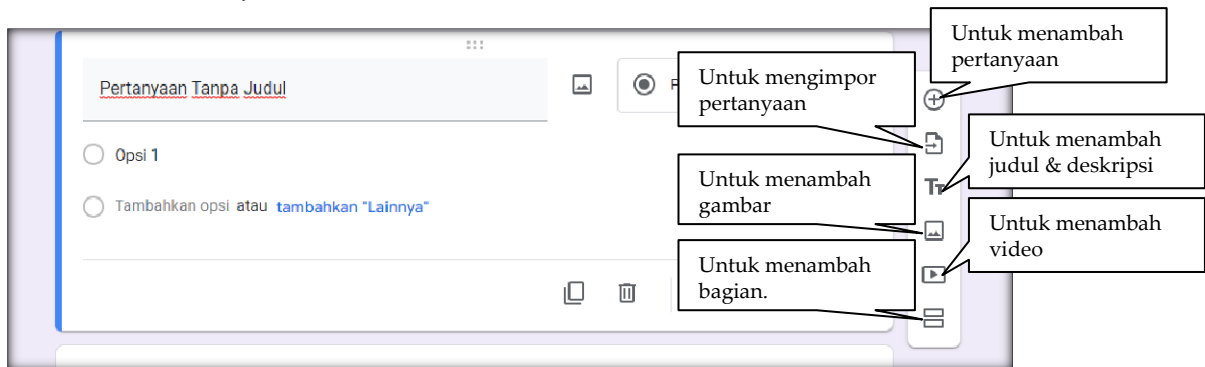 Untuk menambah
pertanyaan
Untuk mengimpor
pertanyaan
Pertanyaan Tanpa Judul
Untuk menambah
judul & deskripsi
Opsi 1
Untuk menambah
gambar
Tambahkan opsi atau tambahkan "Lainnya"
Untuk menambah
video
Untuk menambah
bagian.